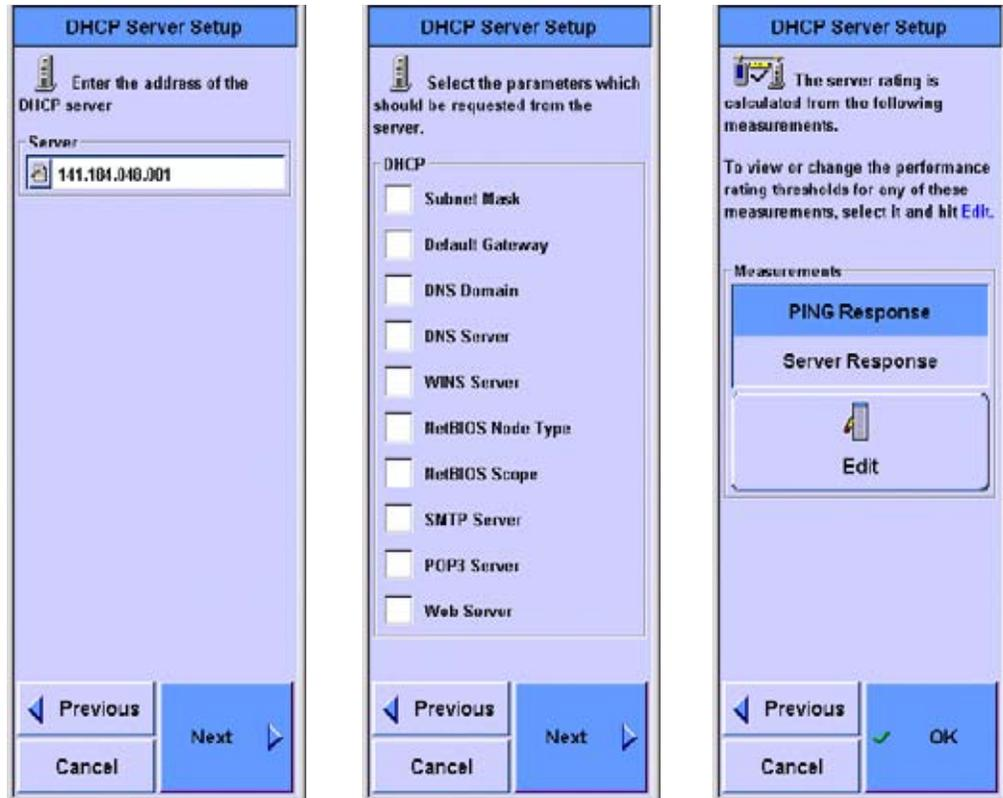 DHCP Server Setup
Enter the address of the
DHCP server
Server
Previous
Next
Cancel
DHCP Server Setup
Select the parameters which
should be requested from the
server.
DHCP
Subnet Mask
Default Gateway
DNS Domain
DNS Server
WINS Server
NetBIOS Node Type
NetBIOS Scope
SMTP Server
POP3 Server
Web Server
Previous
Next
Cancel
DHCP Server Setup
The server rating is
calculated from the following
measurements.
To view or change the performance
rating thresholds for any of these
measurements, select it and hit Edit.
Measurements
PING Response
Server Response
Edit
Previous
OK
Cancel